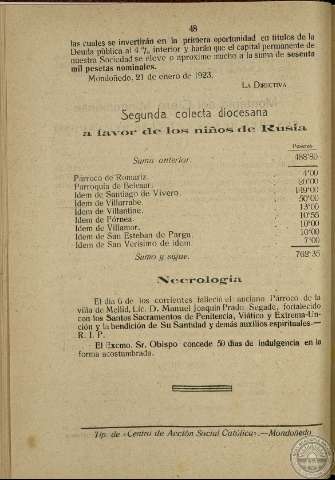 48
las cuales se invertirán en la primera oportunidad en títulos de la
Deuda pública al 4 % interior y harán que el capital permanente de
nuestra Sociedad se eleve o aproxime mucho a la suma de sesenta
mil pesetas nominales.
Mondoñedo, 21 de enero de 1923.
LA DIRECTIVA
Segunda colecta diocesana
a favor de los niños de Rusia
Pesetas
Suma anterior. 488'80
Párroco de Romariz. 4'00
Parroquia de Belesar. 20'00
Idem de Santiago de Vivero.
Idem de Villarrabe. 50'00
Idem de Villantine. 13'00
Idem de Pórnea. 10'55
Idem de Villamor. 10'00
Idem de San Esteban de Parga. 10'00
Idem de San Verísimo de idem. 7'00
Suma y sigue. 762'35
Necrología
El día 6 de los corrientes falleció el anciano Párroco de la
villa de Mellid, Lic. D. Manuel Joaquín Prado Segade, fortalecido
con los Santos Sacramentos de Penitencia, Viático y Extrema-Un-
ción y la bendición de Su Santidad y demás auxilios espirituales.—
R. I. P.
El Excmo. Sr. Obispo concede 50 días de indulgencia en la
forma acostumbrada.
Tip. de «Centro de Acción Social Católica».—Mondoñedo